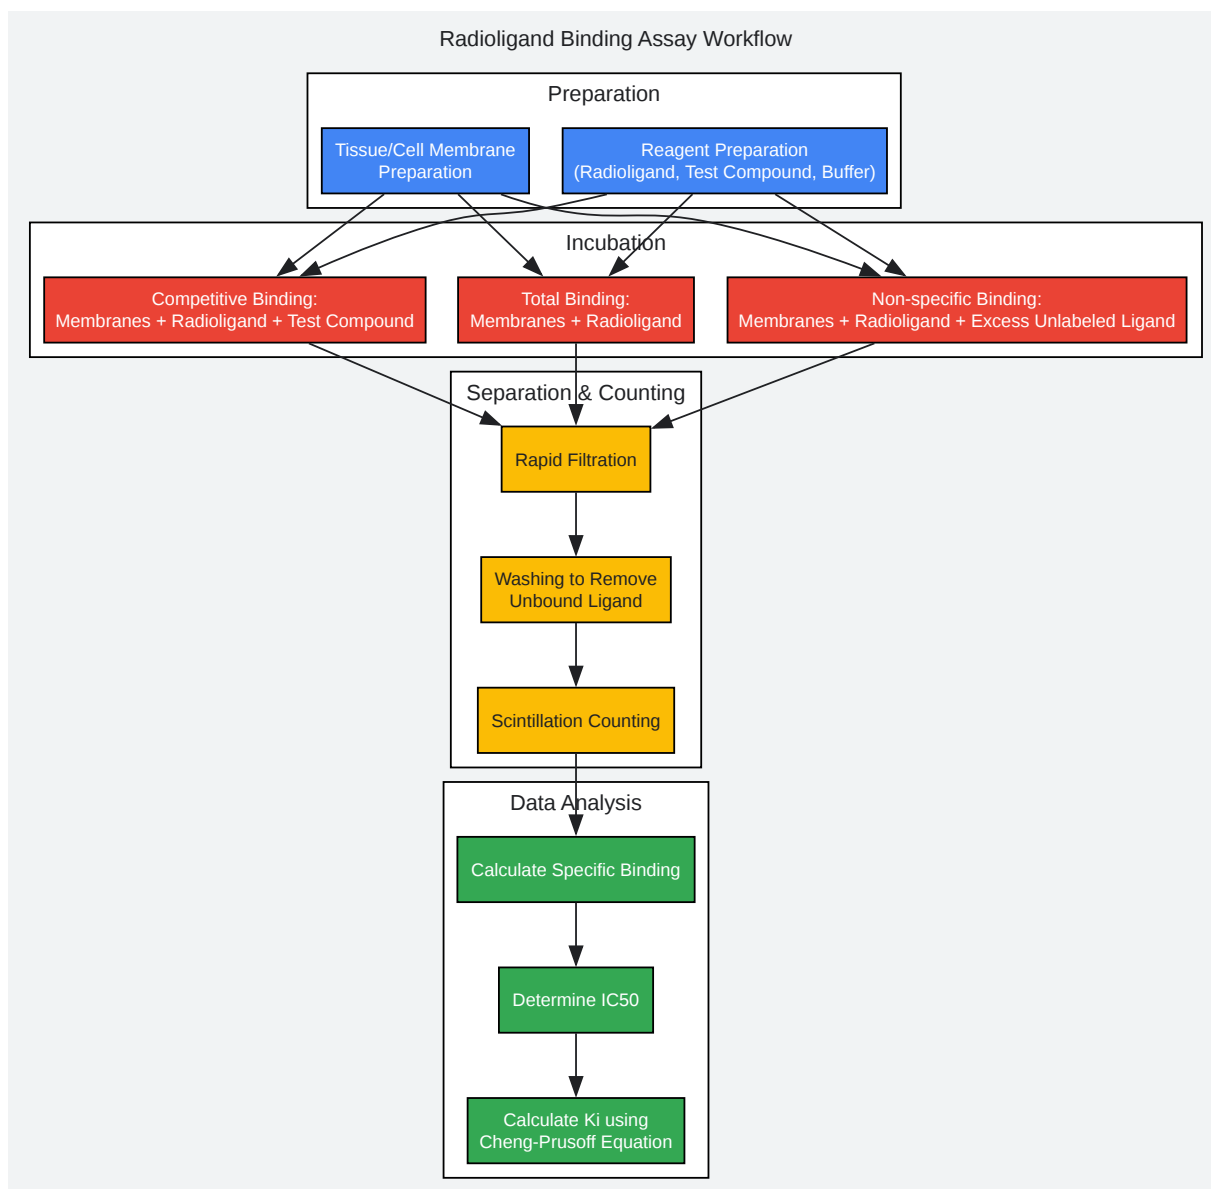 Radioligand Binding Assay Workflow
Preparation
Tissue/Cell Membrane
Preparation
Reagent Preparation
(Radioligand, Test Compound, Buffer)
Incubation
Competitive Binding:
Membranes + Radioligand + Test Compound
Total Binding:
Membranes + Radioligand
Non-specific Binding:
Membranes + Radioligand + Excess Unlabeled Ligand
Separation & Counting
Rapid Filtration
Washing to Remove
Unbound Ligand
Scintillation Counting
Data Analysis
Calculate Specific Binding
Determine IC50
Calculate Ki using
Cheng-Prusoff Equation